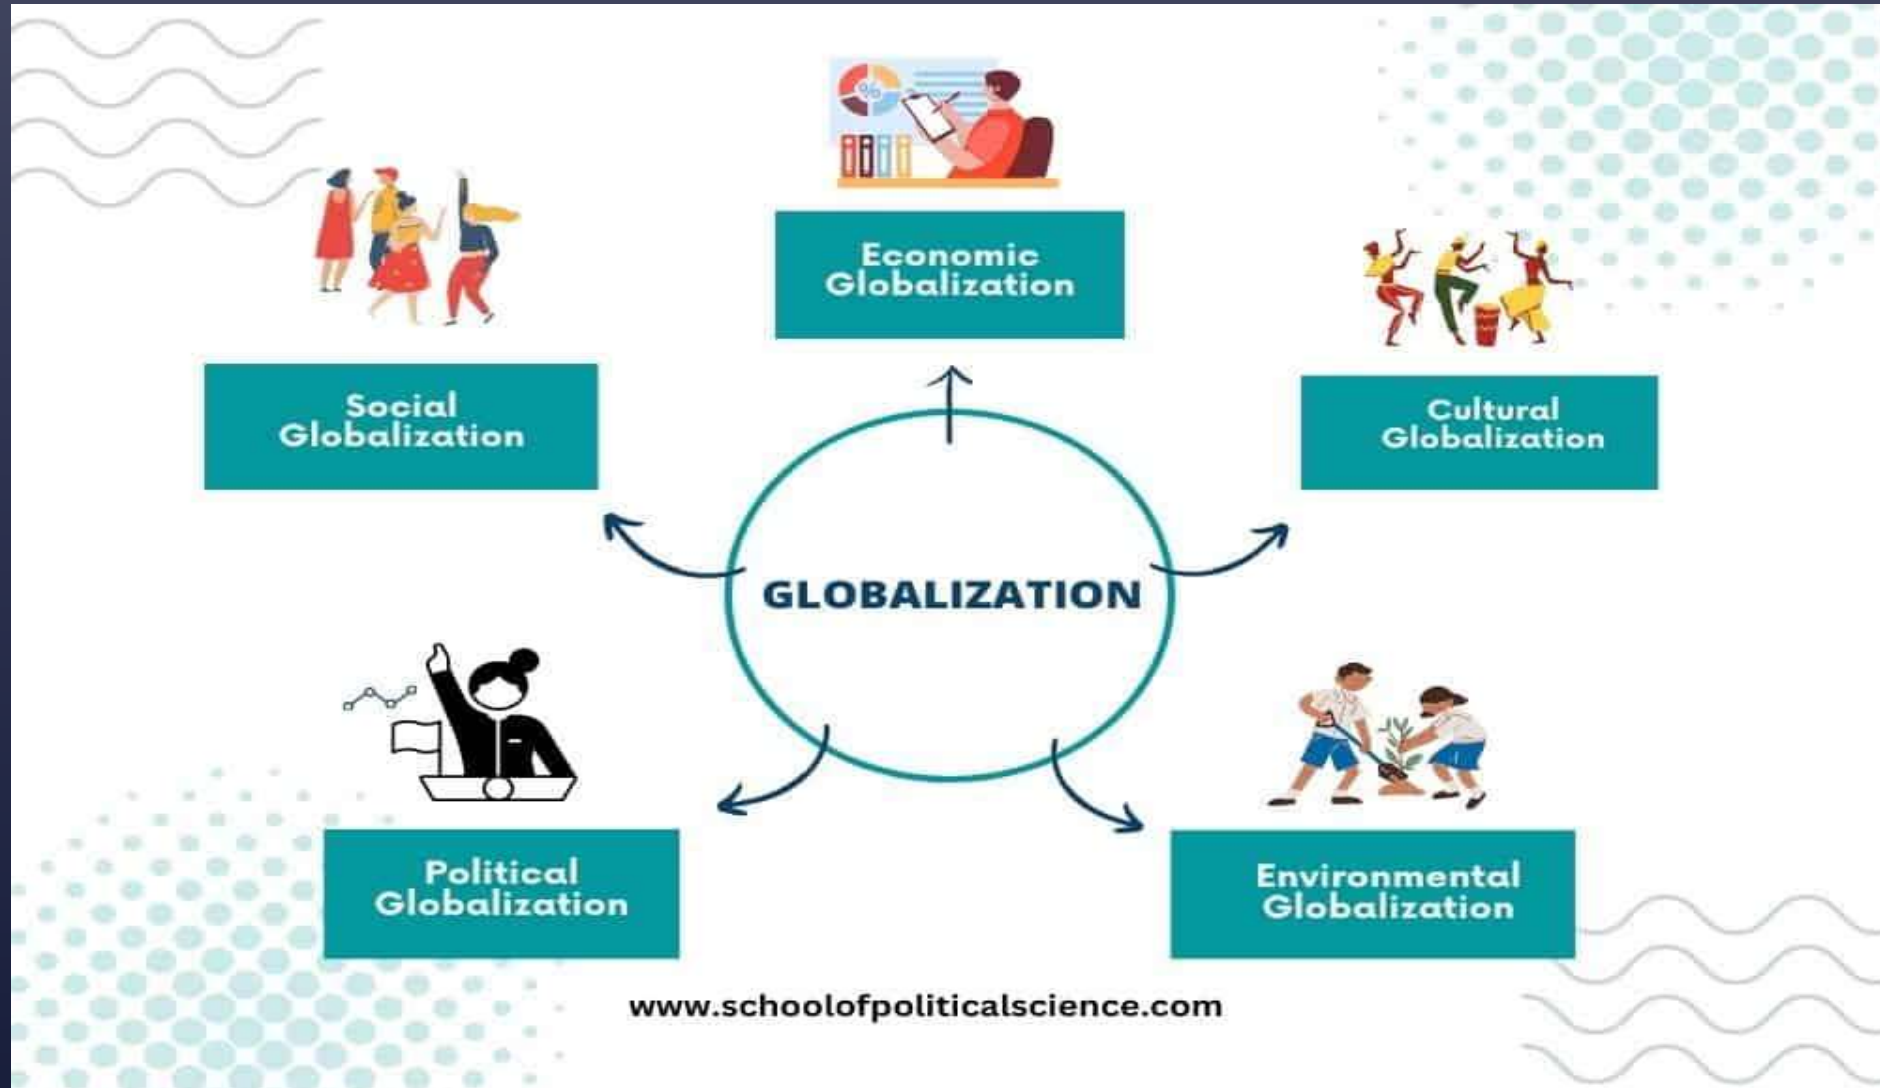 %
Economic
Globalization
Social
Globalization
Cultural
Globalization
GLOBALIZATION
Political
Globalization
Environmental
Globalization
www.schoolofpoliticalscience.com